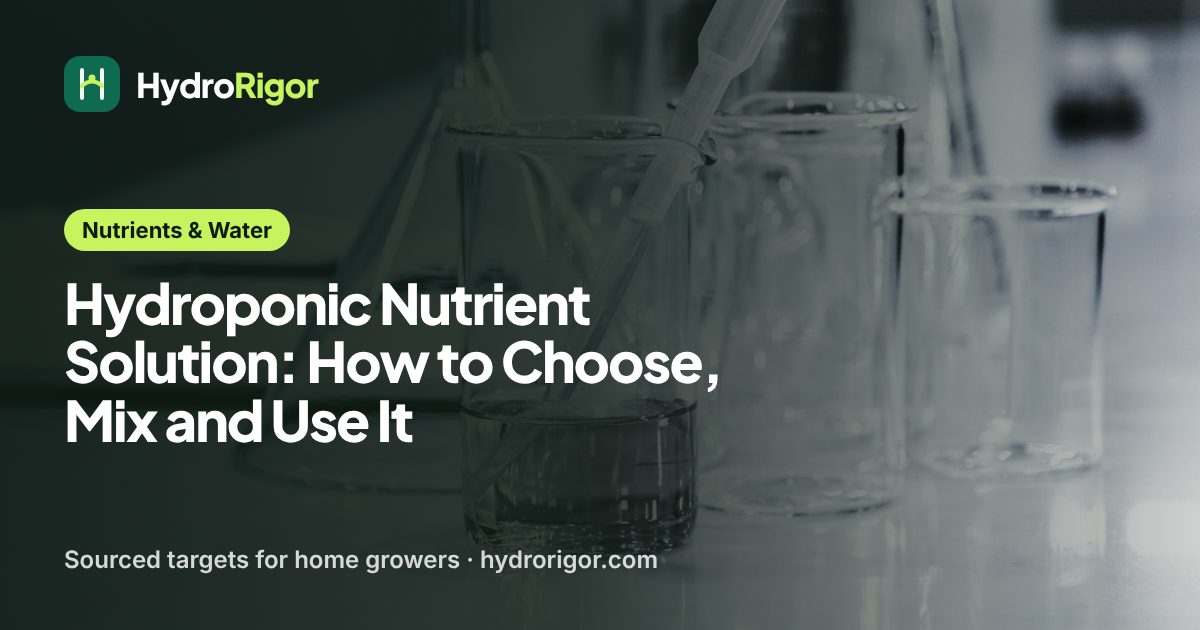 HydroRigor
Nutrients & Water
Hydroponic Nutrient
Solution: How to Choose,
Mix and Use It
Sourced targets for home growers · hydrorigor.com